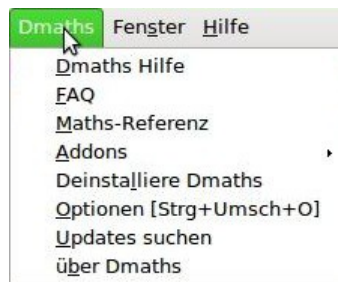 Dmaths Fenster Hilfe
Dmaths Hilfe
FAQ
Maths-Referenz
Addons
Deinstalliere Dmaths
Optionen [Strg+Umsch+O]
Updates suchen
über Dmaths